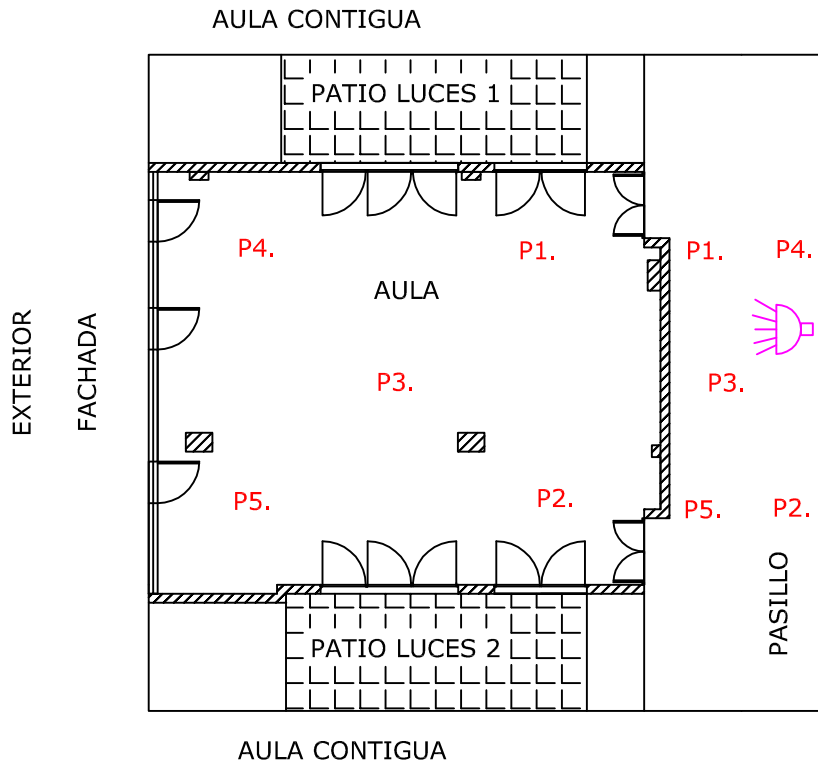 AULA CONTIGUA
PATIO LUCES 1
P4.
P1.
P1.
P4.
AULA
EXTERIOR
FACHADA
P3.
P3.
P5.
P2.
P5.
P2.
PASILLO
PATIO LUCES 2
AULA CONTIGUA